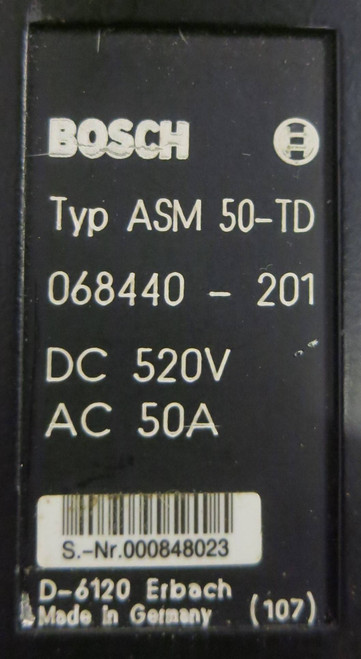 BOSCH
Typ ASM 50-TD
068440 - 201
DC 520V
AC 50A
S.-Nr.000848023
D-6120 Erbach
Made in Germany (107)